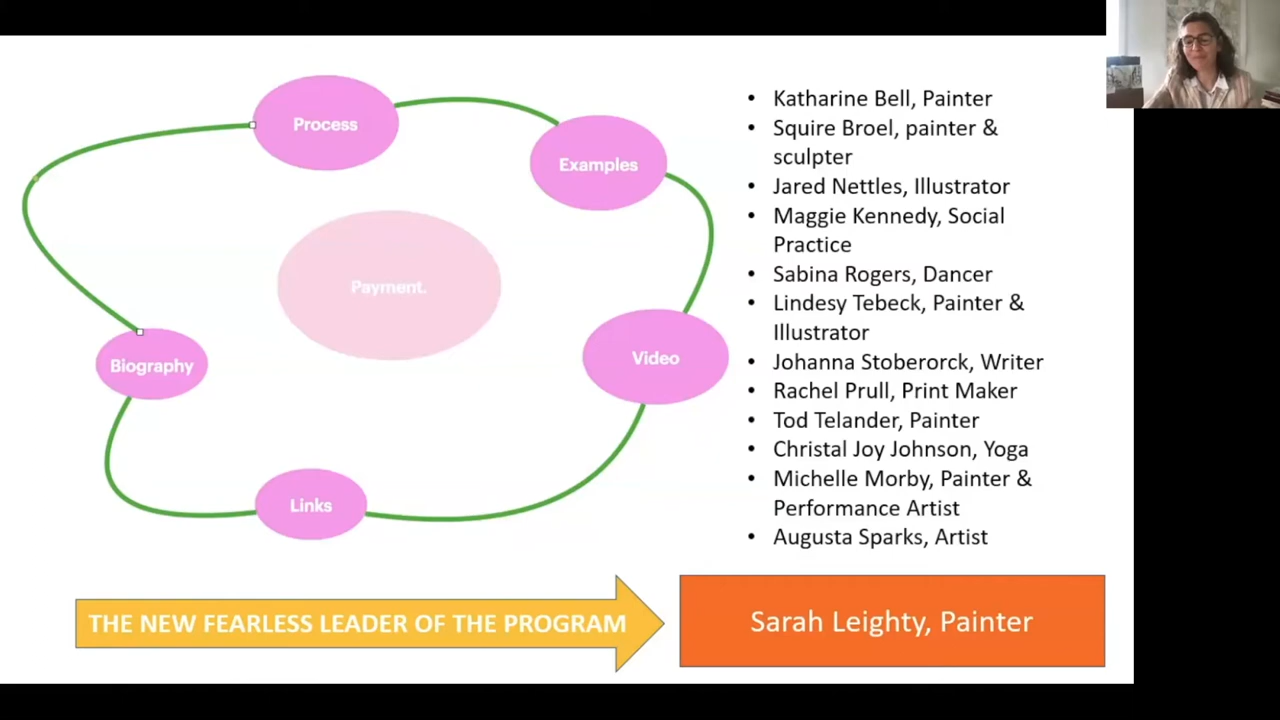 Process
Examples
Payment.
Video
Biography
Links
• Katharine Bell, Painter
• Squire Broel, painter &
sculpter
• Jared Nettles, Illustrator
• Maggie Kennedy, Social
Practice
• Sabina Rogers, Dancer
• Lindesy Tebeck, Painter &
Illustrator
• Johanna Stoberorck, Writer
• Rachel Prull, Print Maker
• Tod Telander, Painter
• Christal Joy Johnson, Yoga
• Michelle Morby, Painter &
Performance Artist
• Augusta Sparks, Artist
THE NEW FEARLESS LEADER OF THE PROGRAM
Sarah Leighty, Painter